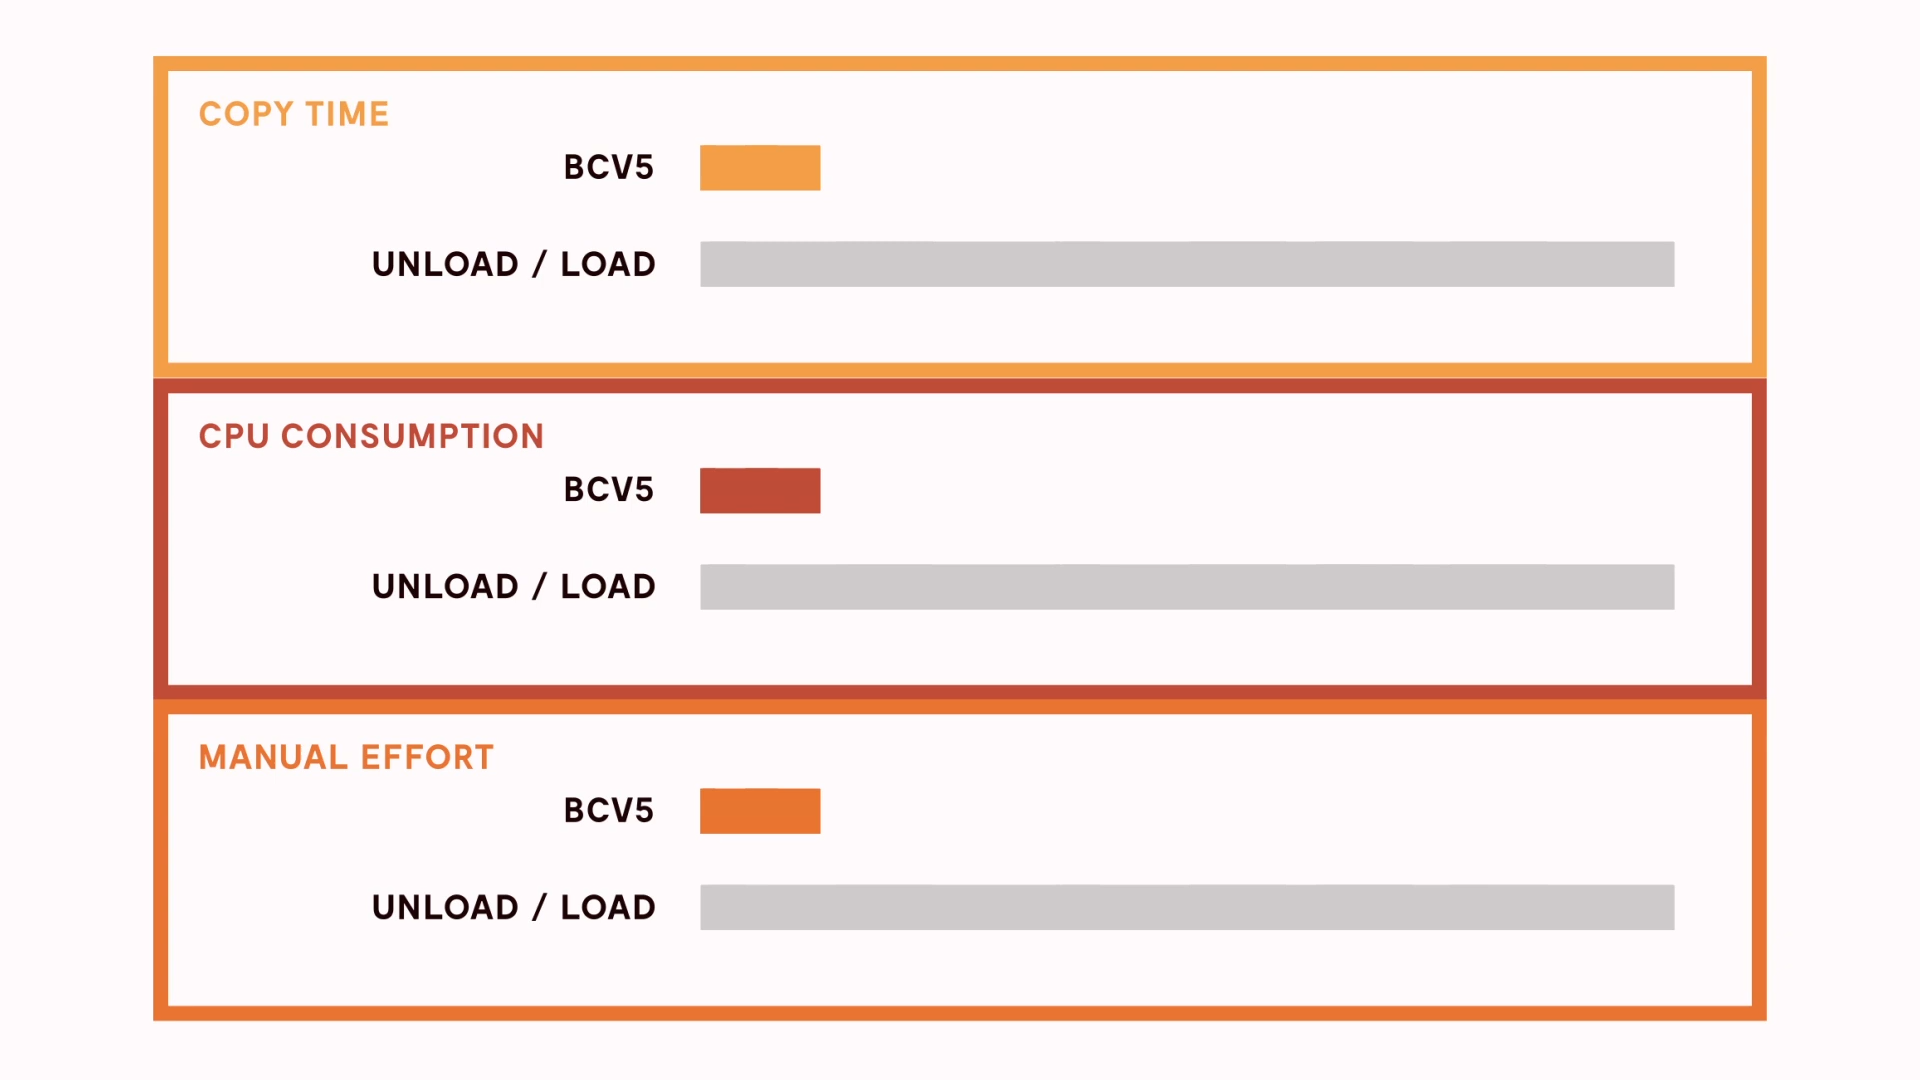 COPY TIME
BCV5
UNLOAD / LOAD
CPU CONSUMPTION
BCV5
UNLOAD / LOAD
MANUAL EFFORT
BCV5
UNLOAD / LOAD